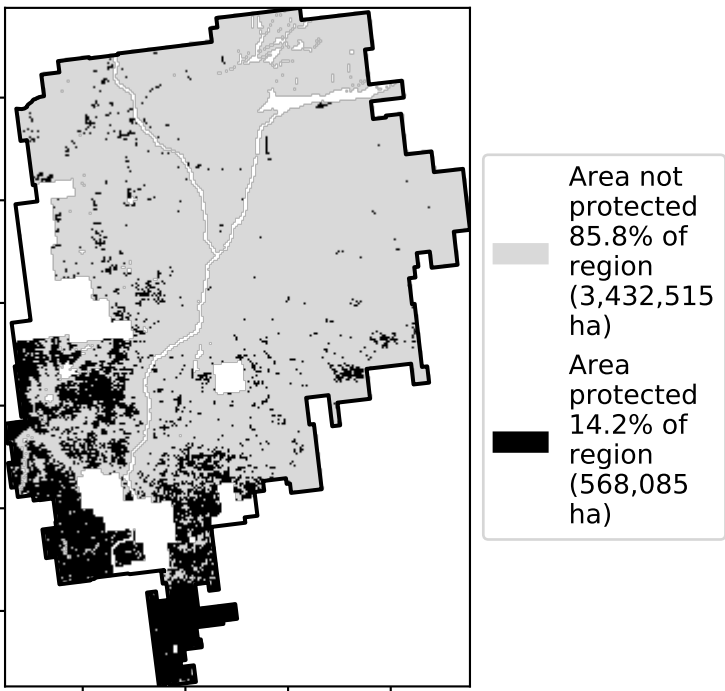 Area not
protected
85.8% of
region
(3,432,515
ha)
Area
protected
14.2% of
region
(568,085
ha)